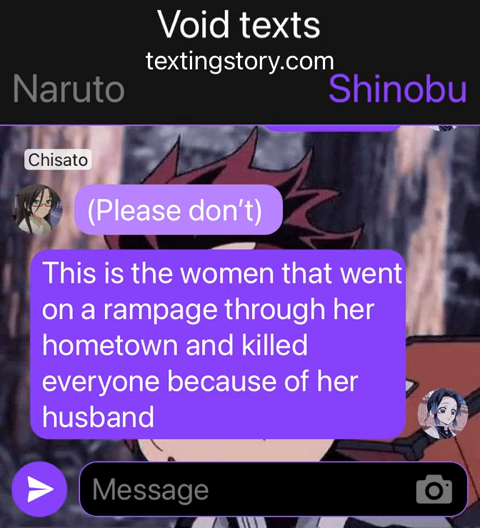 Void texts
textingstory.com
Naruto
Shinobu
Chisato
(Please don’t)
This is the women that went
on a rampage through her
hometown and killed
everyone because of her
husband
Message